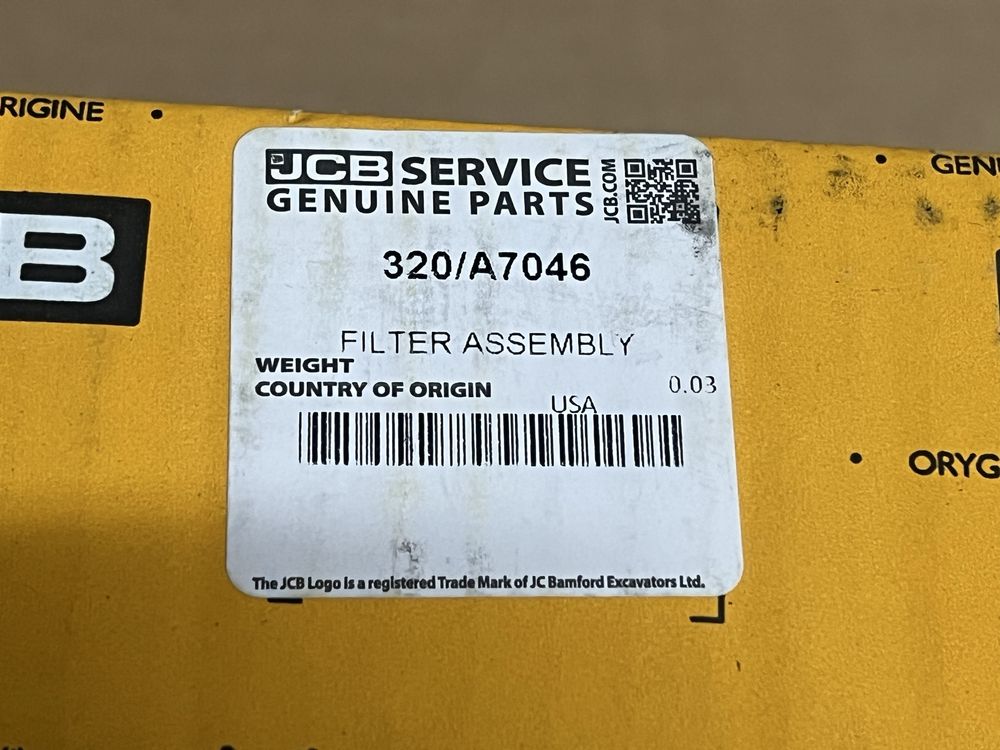 RIGINE •
• GENU
B
JCB SERVICE
GENUINE PARTS
JCB.COM
320/A7046
FILTER ASSEMBLY
WEIGHT
0.03
COUNTRY OF ORIGIN
USA
• ORYG
The JCB Logo is a registered Trade Mark of JC Bamford Excavators Ltd.